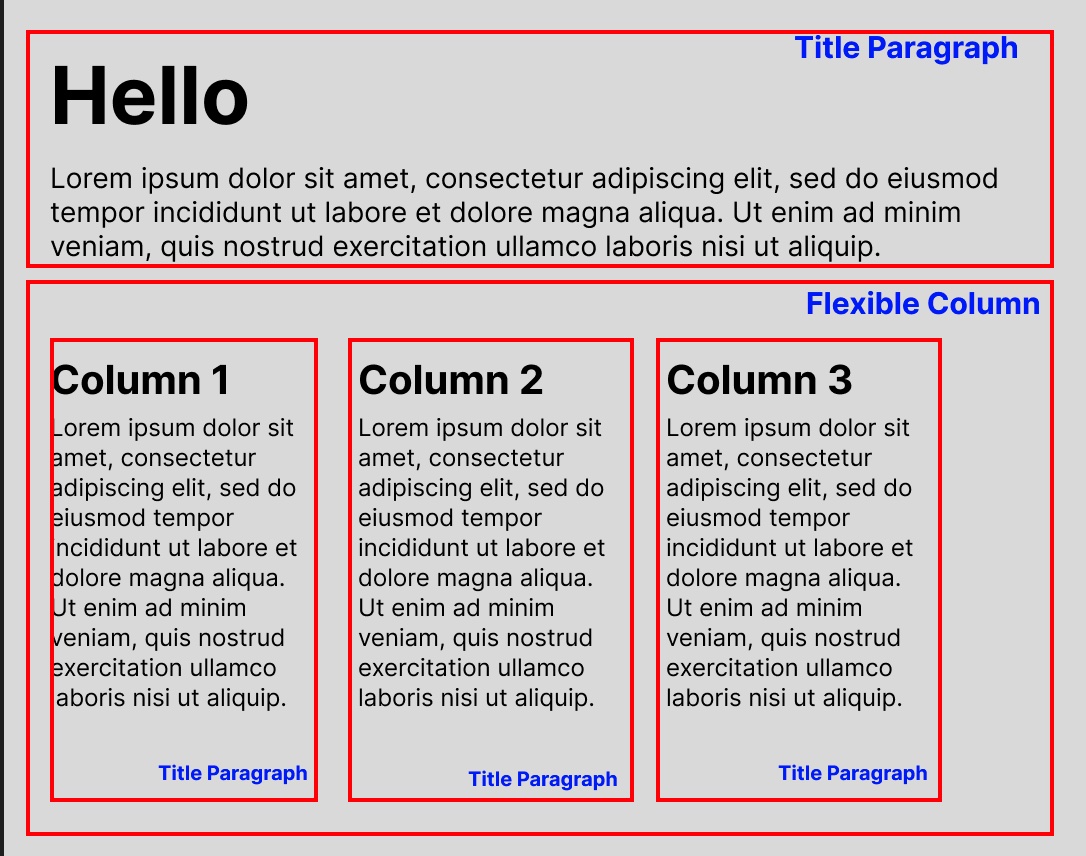 Title Paragraph
Hello
Lorem ipsum dolor sit amet, consectetur adipiscing elit, sed do eiusmod
tempor incididunt ut labore et dolore magna aliqua. Ut enim ad minim
veniam, quis nostrud exercitation ullamco laboris nisi ut aliquip.
Flexible Column
Column 1
Lorem ipsum dolor sit
amet, consectetur
adipiscing elit, sed do
eiusmod tempor
incididunt ut labore et
dolore magna aliqua.
Ut enim ad minim
veniam, quis nostrud
exercitation ullamco
laboris nisi ut aliquip.
Title Paragraph
Column 2
Lorem ipsum dolor sit
amet, consectetur
adipiscing elit, sed do
eiusmod tempor
incididunt ut labore et
dolore magna aliqua.
Ut enim ad minim
veniam, quis nostrud
exercitation ullamco
laboris nisi ut aliquip.
Title Paragraph
Column 3
Lorem ipsum dolor sit
amet, consectetur
adipiscing elit, sed do
eiusmod tempor
incididunt ut labore et
dolore magna aliqua.
Ut enim ad minim
veniam, quis nostrud
exercitation ullamco
laboris nisi ut aliquip.
Title Paragraph